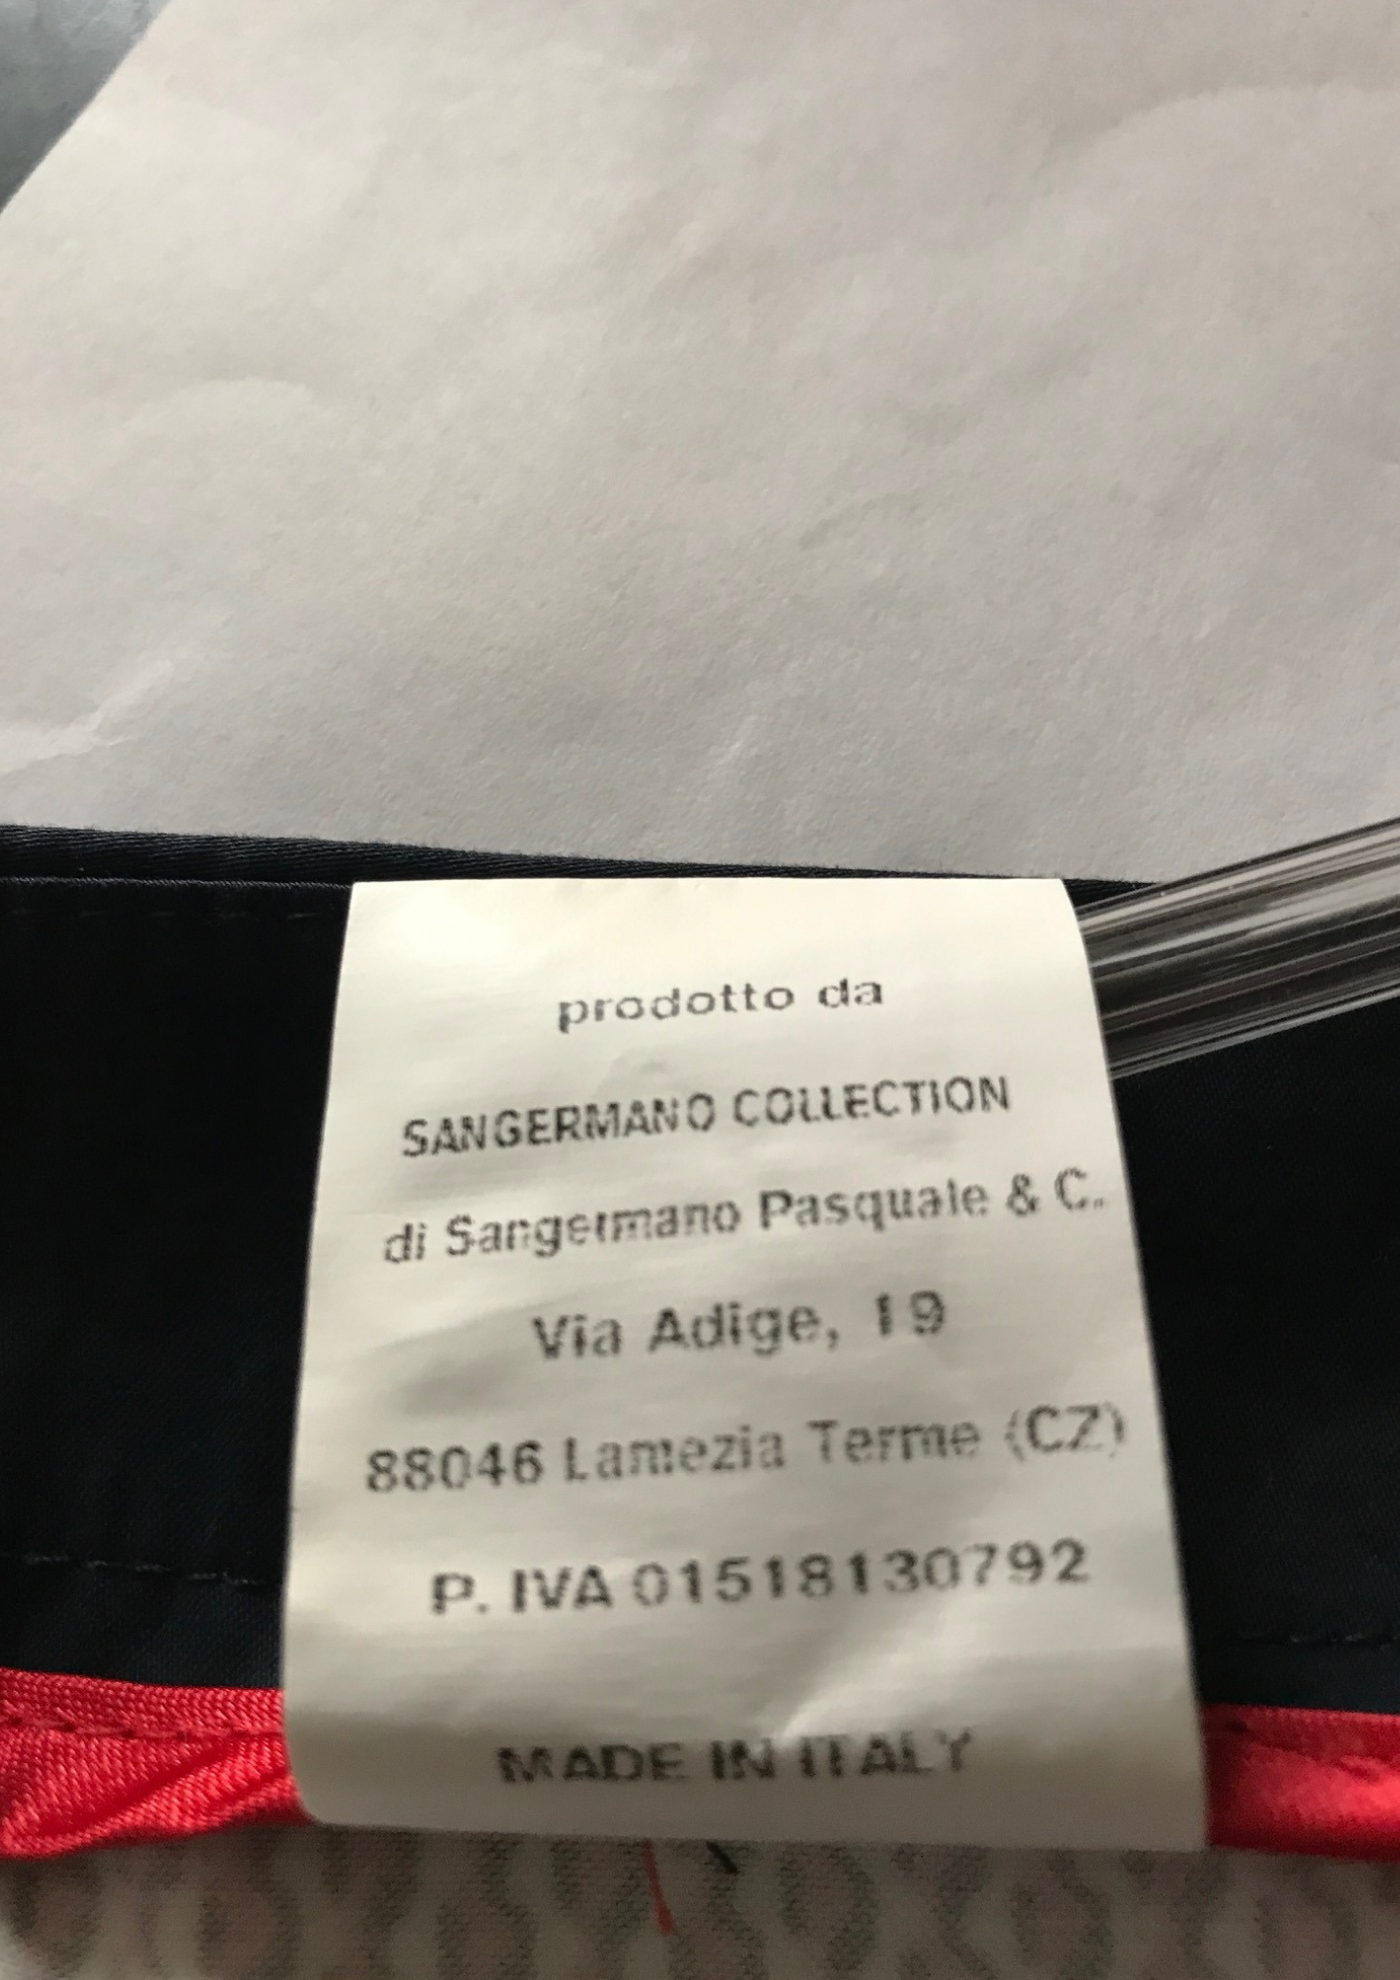 prodotto da
SANGERMANO COLLECTION
di Sangermano Pasquale & C.
Via Adige, 19
88046 Lamezia Terme (CZ)
P. IVA 01518130792
MADE IN ITALY